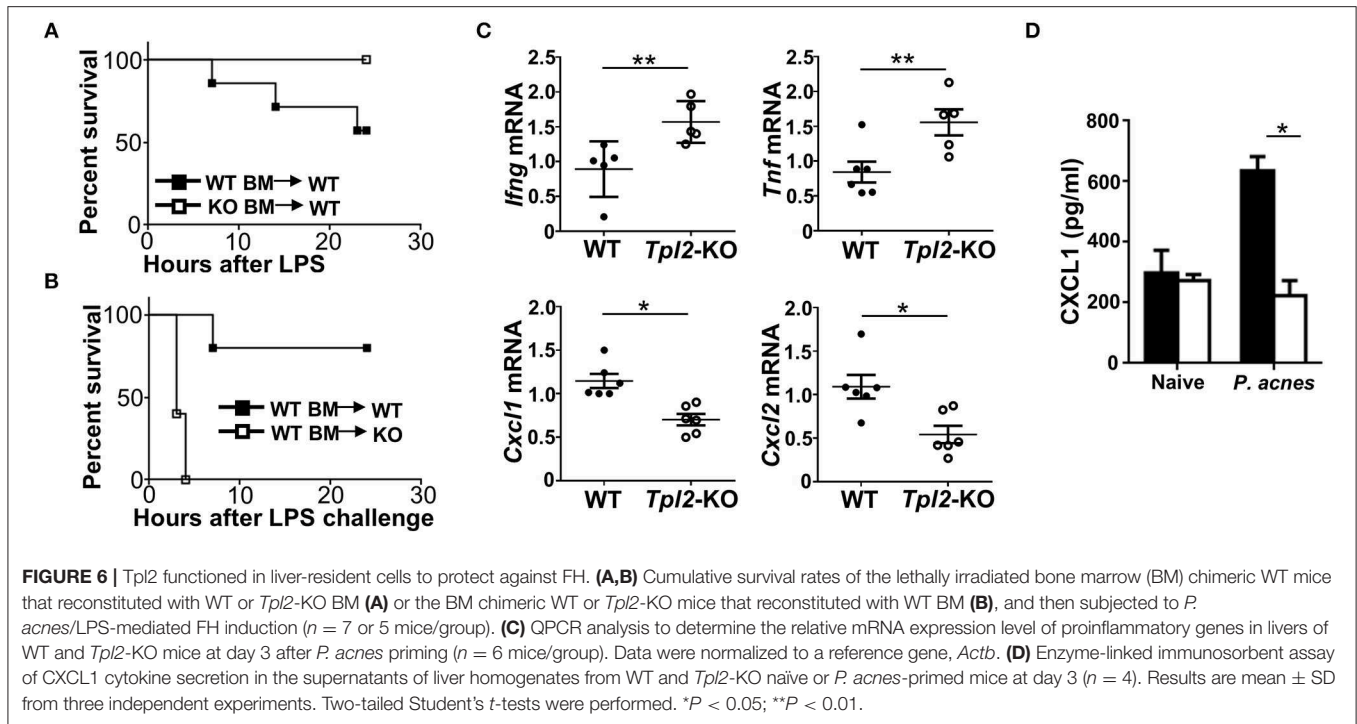 A
Percent survival
100
50
0
0 10 20 30
WT BM→ WT
KO BM→ WT
Hours after LPS
B
Percent survival
100
50
0
0 10 20 30
WT BM→ WT
WT BM→ KO
Hours after LPS challenge
C
Ifng mRNA
2.5
2.0
1.5
1.0
0.5
0
**
WT Tpl2-KO
Tnf mRNA
2.5
2.0
1.5
1.0
0.5
0
**
WT Tpl2-KO
Cxcl1 mRNA
2.0
1.5
1.0
0.5
0
*
WT Tpl2-KO
Cxcl2 mRNA
2.0
1.5
1.0
0.5
0
*
WT Tpl2-KO
D
CXCL1 (pg/ml)
800
600
400
200
0
*
Naive P. acnes
FIGURE 6 | Tpl2 functioned in liver-resident cells to protect against FH. (A,B) Cumulative survival rates of the lethally irradiated bone marrow (BM) chimeric WT mice
that reconstituted with WT or Tpl2-KO BM (A) or the BM chimeric WT or Tpl2-KO mice that reconstituted with WT BM (B), and then subjected to P.
acnes/LPS-mediated FH induction (n = 7 or 5 mice/group). (C) QPCR analysis to determine the relative mRNA expression level of proinflammatory genes in livers of
WT and Tpl2-KO mice at day 3 after P. acnes priming (n = 6 mice/group). Data were normalized to a reference gene, Actb. (D) Enzyme-linked immunosorbent assay
of CXCL1 cytokine secretion in the supernatants of liver homogenates from WT and Tpl2-KO naïve or P. acnes-primed mice at day 3 (n = 4). Results are mean ± SD
from three independent experiments. Two-tailed Student's t-tests were performed. *P < 0.05; **P < 0.01.